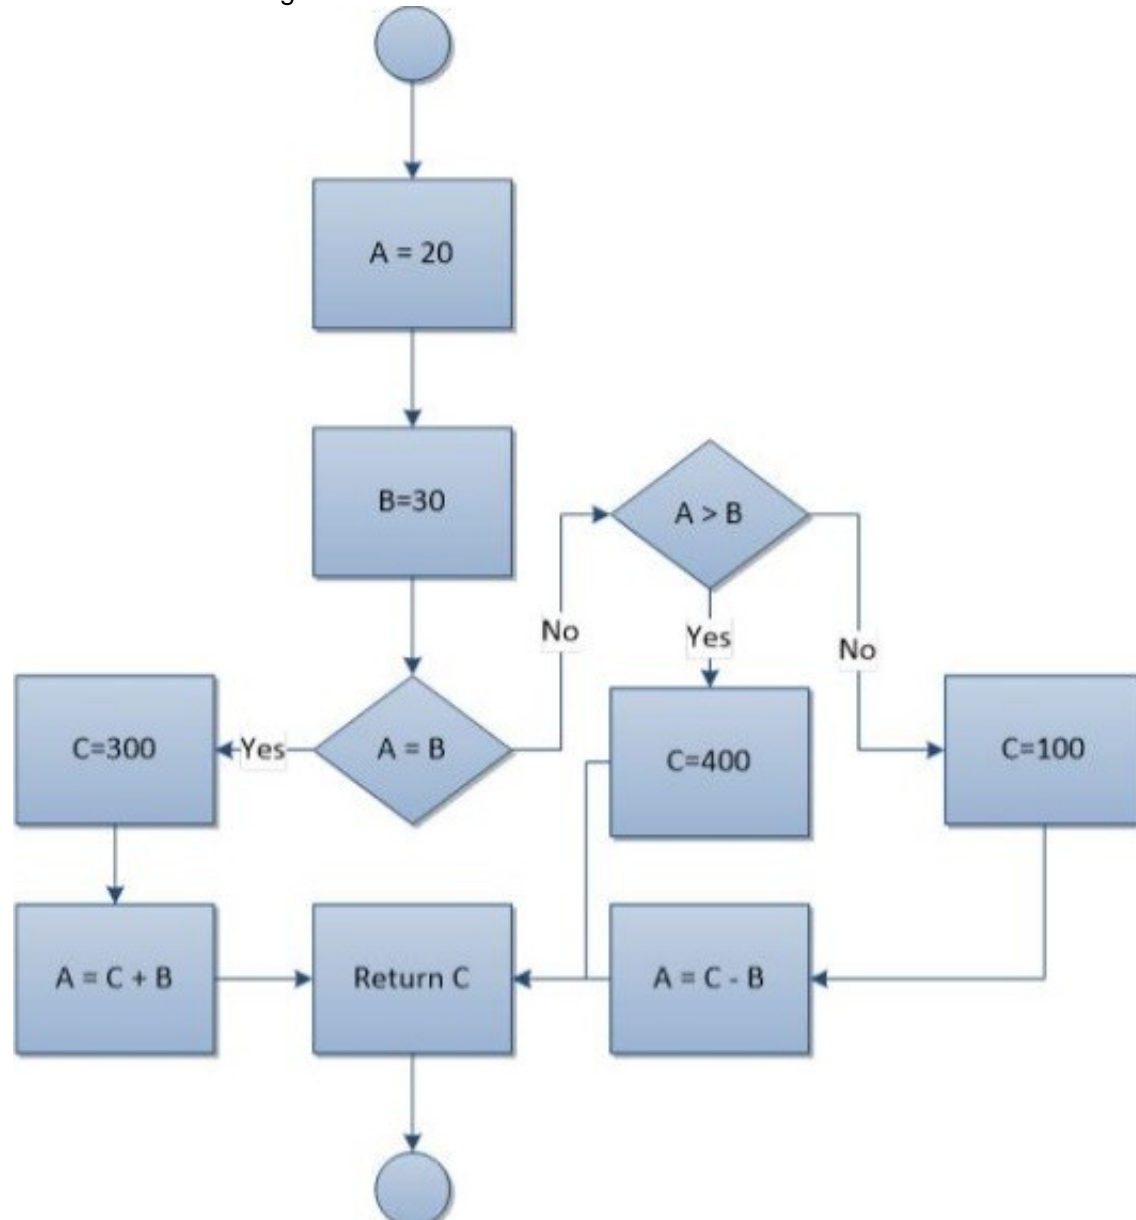 A = 20
B=30
A > B
No
Yes
No
C=300
Yes
A = B
C=400
C=100
A = C + B
Return C
A = C - B